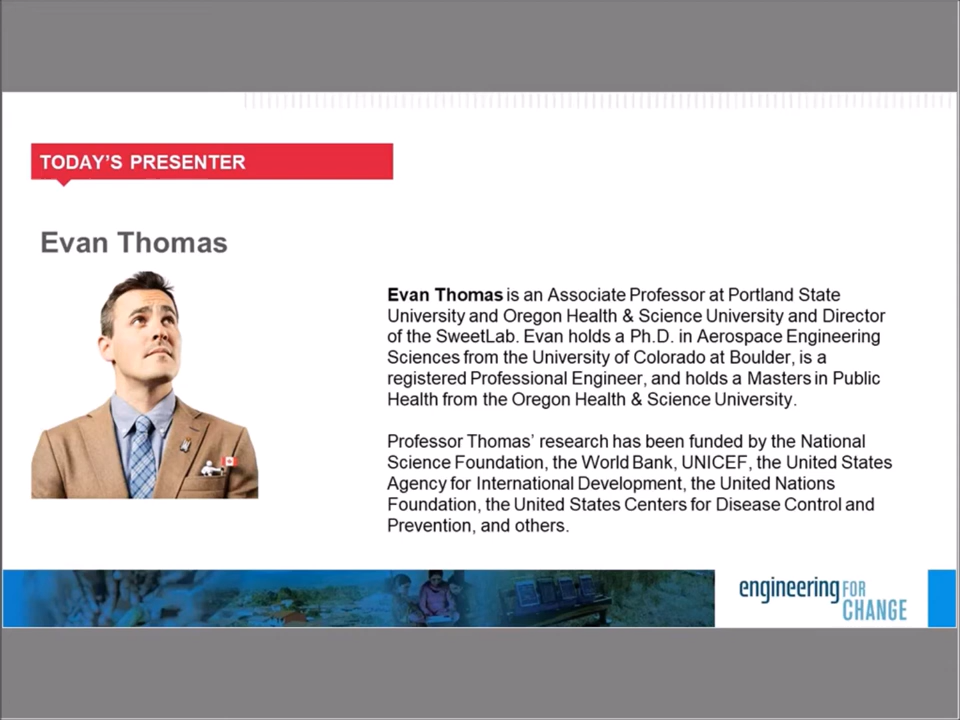 TODAY'S PRESENTER
Evan Thomas
Evan Thomas is an Associate Professor at Portland State
University and Oregon Health & Science University and Director
of the SweetLab. Evan holds a Ph.D. in Aerospace Engineering
Sciences from the University of Colorado at Boulder, is a
registered Professional Engineer, and holds a Masters in Public
Health from the Oregon Health & Science University.
Professor Thomas' research has been funded by the National
Science Foundation, the World Bank, UNICEF, the United States
Agency for International Development, the United Nations
Foundation, the United States Centers for Disease Control and
Prevention, and others.
engineering FOR
CHANGE